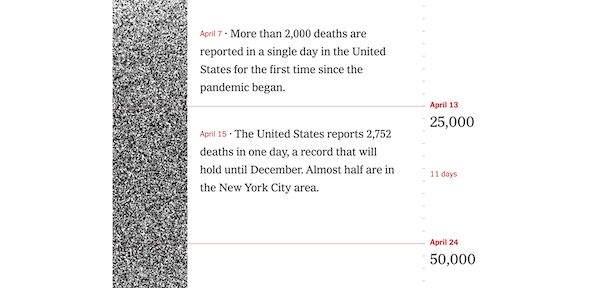 April 7 · More than 2,000 deaths are
reported in a single day in the United
States for the first time since the
pandemic began.
April 13
25,000
April 15 · The United States reports 2,752
deaths in one day, a record that will
hold until December. Almost half are in
the New York City area.
11 days
April 24
50,000